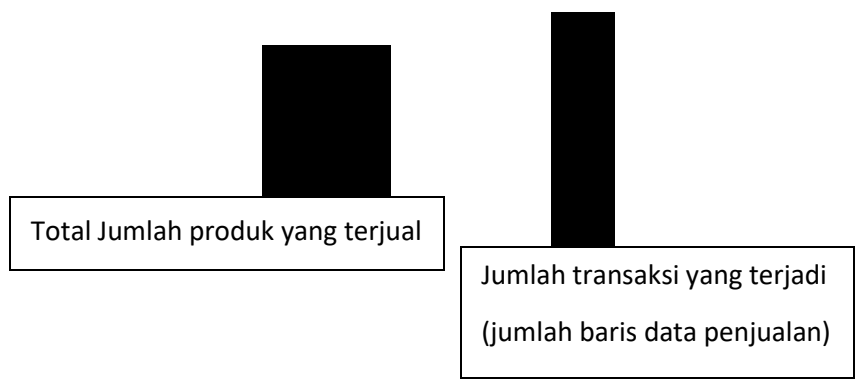 Total Jumlah produk yang terjual
Jumlah transaksi yang terjadi
(jumlah baris data penjualan)